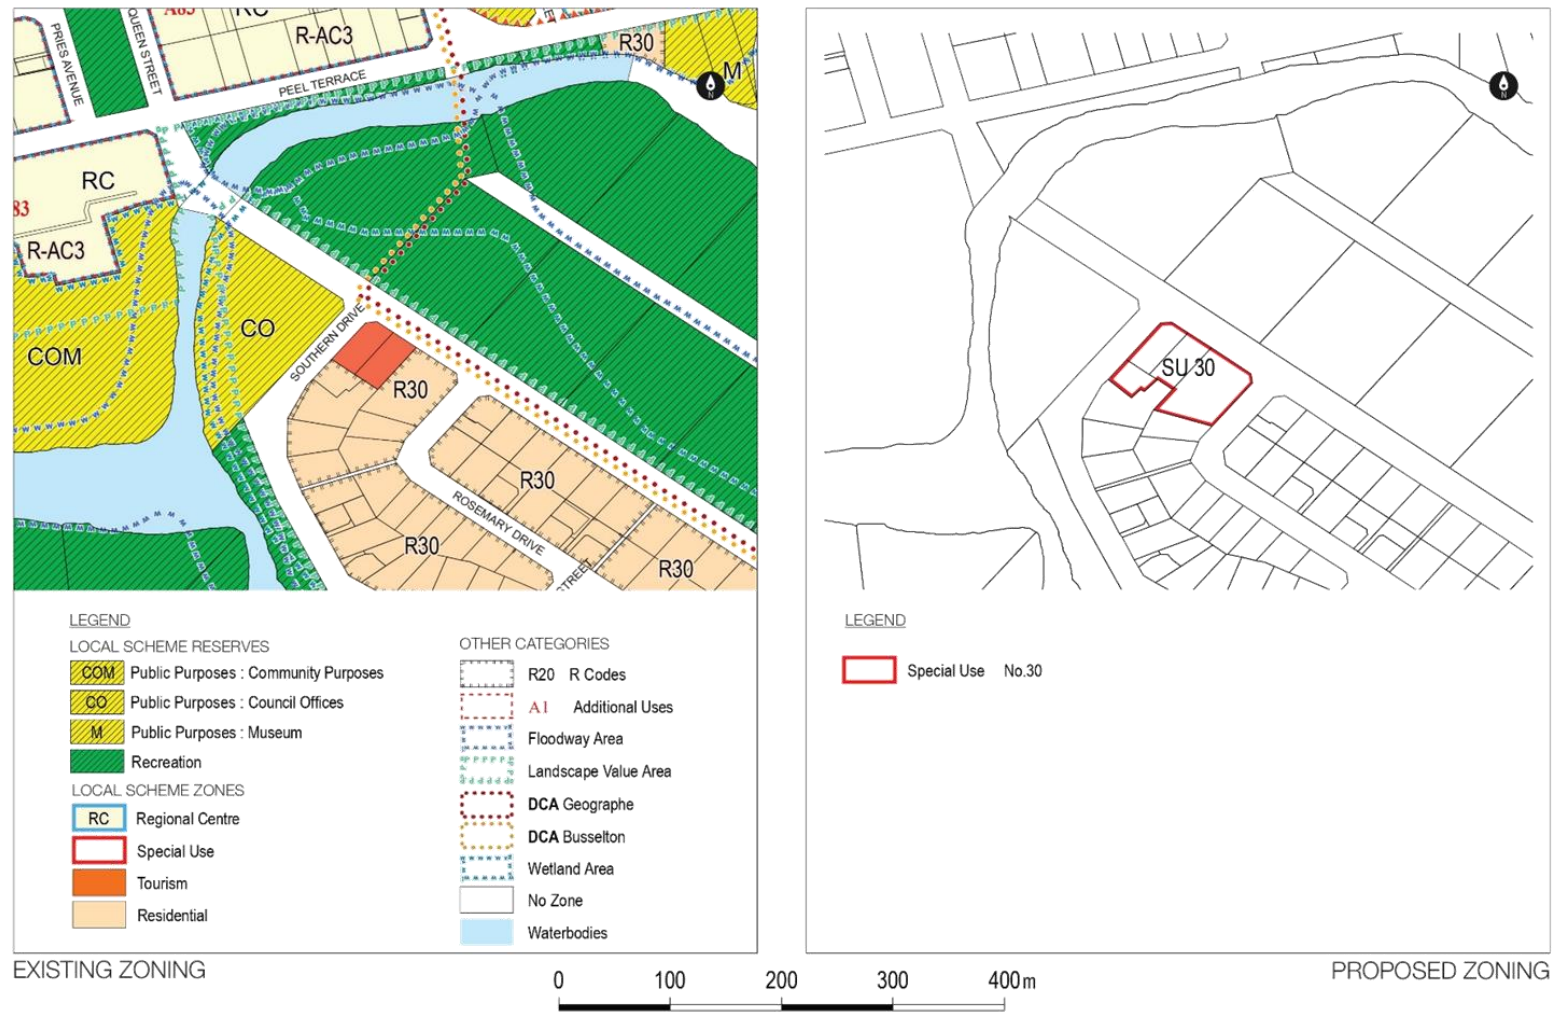 PRIES AVENUE
QUEEN STREET
A83
RC
R-AC3
PEEL TERRACE
R30
M
N
RC
83
R-AC3
COM
CO
SOUTHERN DRIVE
R30
R30
ROSEMARY DRIVE
R30
R30
STREET
LEGEND
LOCAL SCHEME RESERVES
COM Public Purposes : Community Purposes
CO Public Purposes : Council Offices
M Public Purposes : Museum
Recreation
LOCAL SCHEME ZONES
RC Regional Centre
Special Use
Tourism
Residential
OTHER CATEGORIES
R20 R Codes
A1 Additional Uses
Floodway Area
Landscape Value Area
DCA Geographe
DCA Busselton
Wetland Area
No Zone
Waterbodies
EXISTING ZONING
N
SU 30
LEGEND
Special Use No.30
PROPOSED ZONING
0 100 200 300 400m